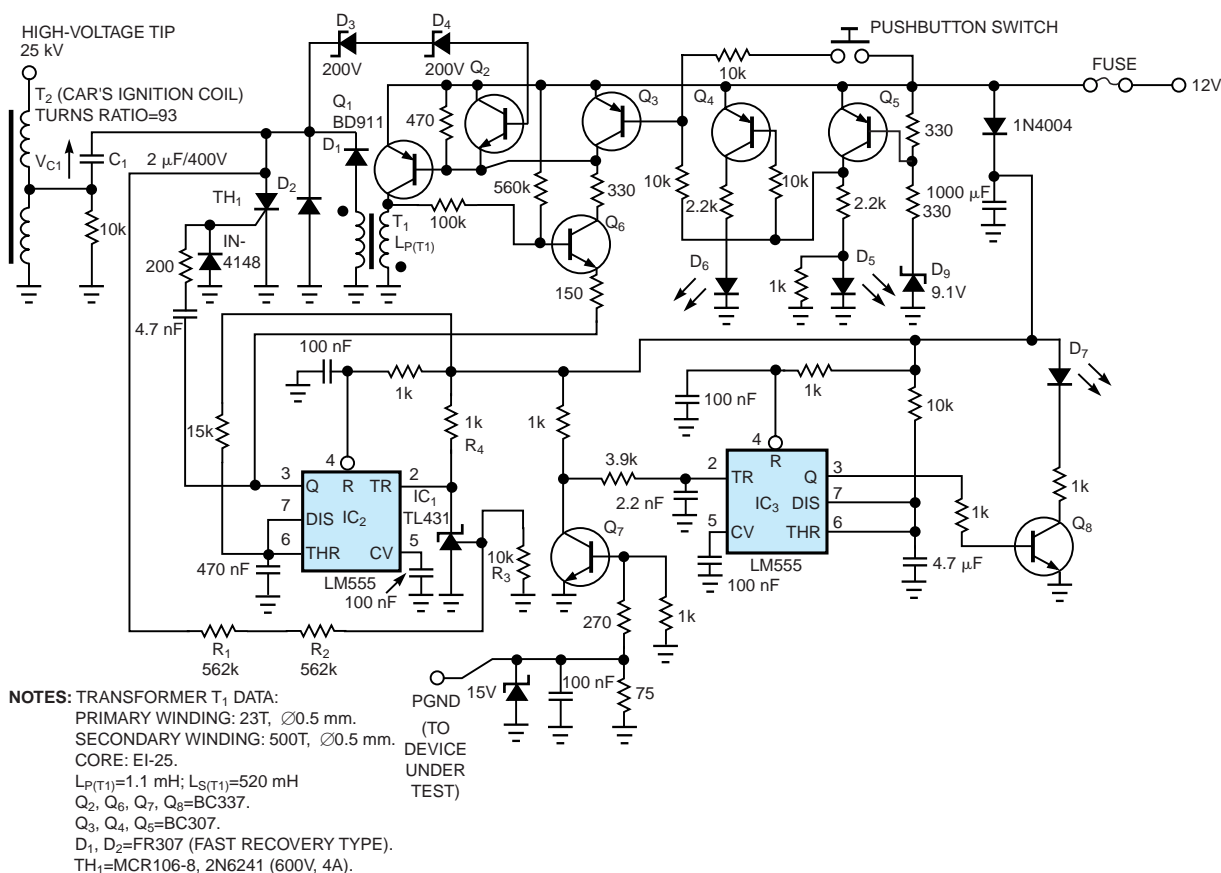 HIGH-VOLTAGE TIP
25 kV
T2 (CAR'S IGNITION COIL)
TURNS RATIO=93
VC1
C1
2 µF/400V
10k
TH1
D2
IN-
4148
200
4.7 nF
D3
200V
D4
200V
Q1
BD911
D1
T1
LP(T1)
470
Q2
100k
560k
Q3
330
Q6
150
PUSHBUTTON SWITCH
10k
FUSE
12V
Q4
Q5
10k
2.2k
10k
2.2k
330
330
1N4004
1000 µF
D6
1k
D5
D9
9.1V
100 nF
1k
15k
1k
R4
4
3
Q
R
TR
2
7
DIS
IC2
6
THR
CV
5
LM555
470 nF
100 nF
IC1
TL431
10k
R3
R1
562k
R2
562k
1k
3.9k
2.2 nF
Q7
270
1k
100 nF
1k
10k
4
2
TR
R
Q
3
IC3
DIS
7
5
CV
THR
6
LM555
100 nF
4.7 µF
1k
D7
1k
Q8
PGND
(TO
DEVICE
UNDER
TEST)
15V
100 nF
75
NOTES: TRANSFORMER T1 DATA:
PRIMARY WINDING: 23T, ∅0.5 mm.
SECONDARY WINDING: 500T, ∅0.5 mm.
CORE: EI-25.
LP(T1)=1.1 mH; LS(T1)=520 mH
Q2, Q6, Q7, Q8=BC337.
Q3, Q4, Q5=BC307.
D1, D2=FR307 (FAST RECOVERY TYPE).
TH1=MCR106-8, 2N6241 (600V, 4A).